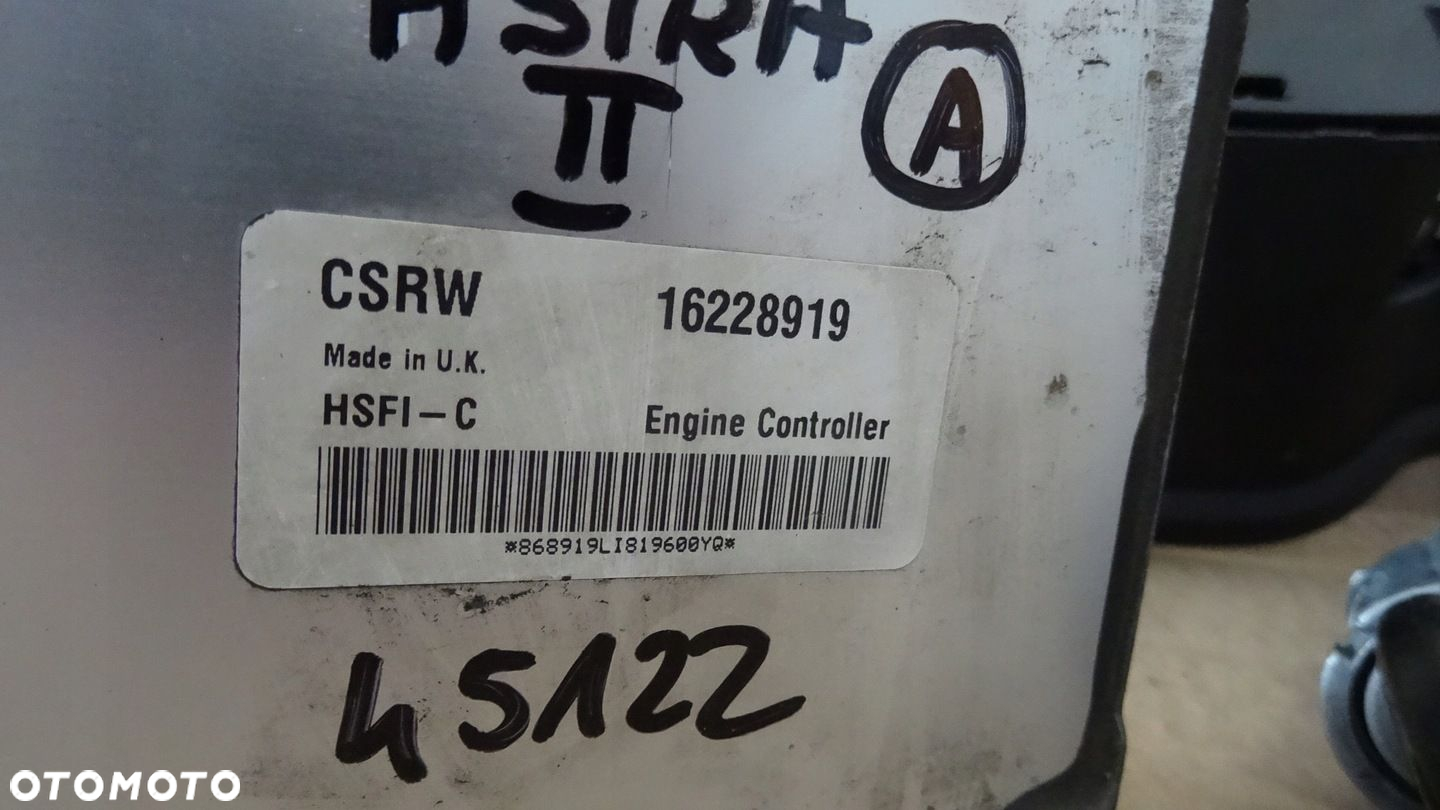 ASTRA
A
II
CSRW 16228919
Made in U.K.
HSFI-C Engine Controller
*868919LI819600YQ*
45122
OTOMOTO